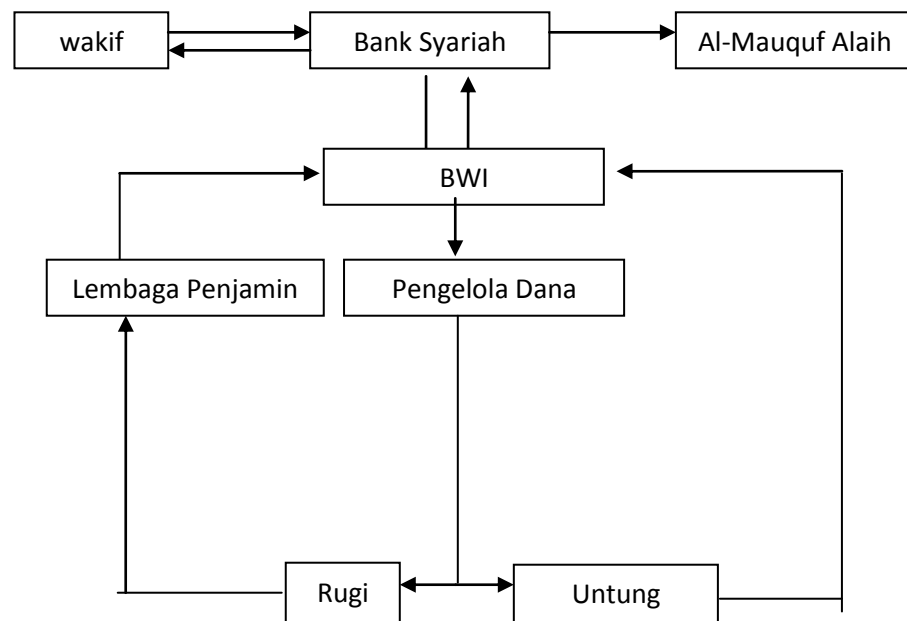 wakif
Bank Syariah
Al-Mauquf Alaih
BWI
Lembaga Penjamin
Pengelola Dana
Rugi
Untung